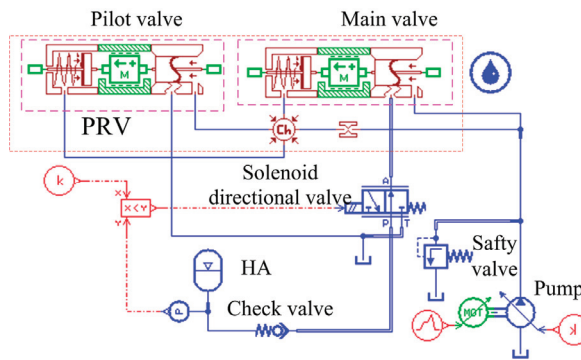 Pilot valve
Main valve
M
M
PRV
Ch
Solenoid
directional valve
A
k
X
X<Y
Y
P
T
HA
Safty
valve
P
Check valve
Pump
MOT
k